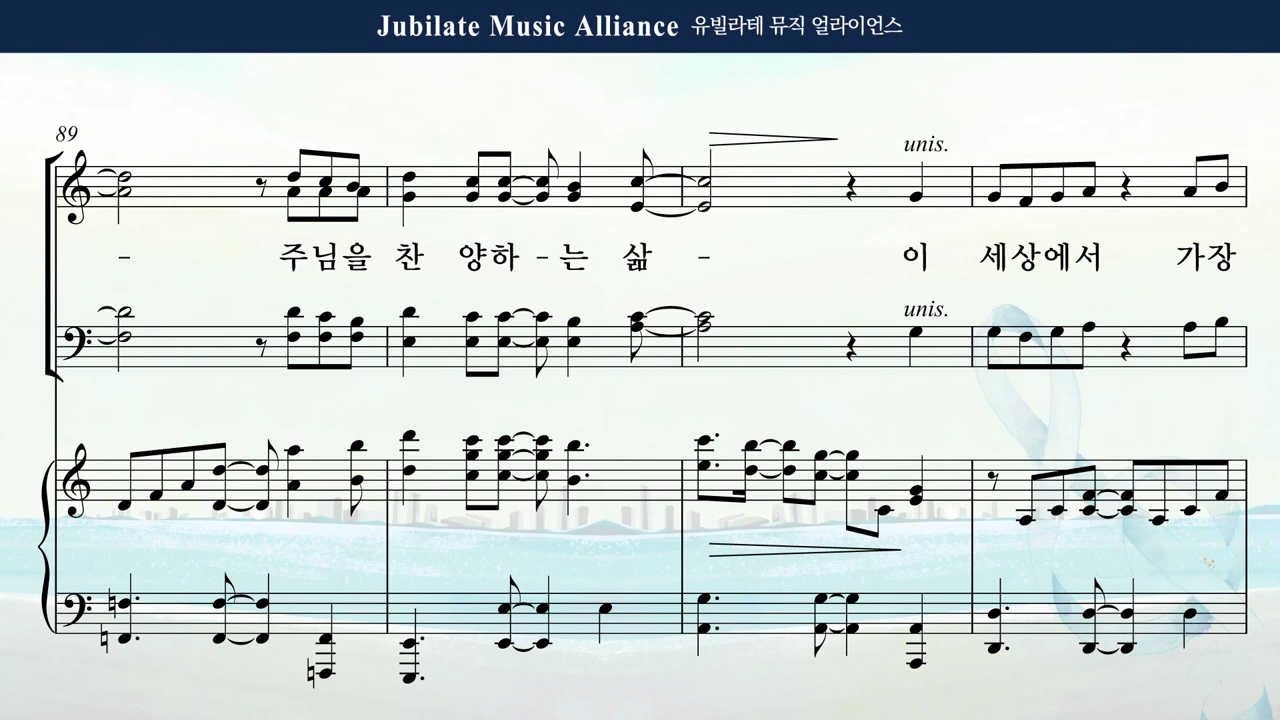 Jubilate Music Alliance 유빌라테 뮤직 얼라이언스
89
unis.
- 주님을 찬 양하 - 는 삶 - 이 세상에서 가장
unis.